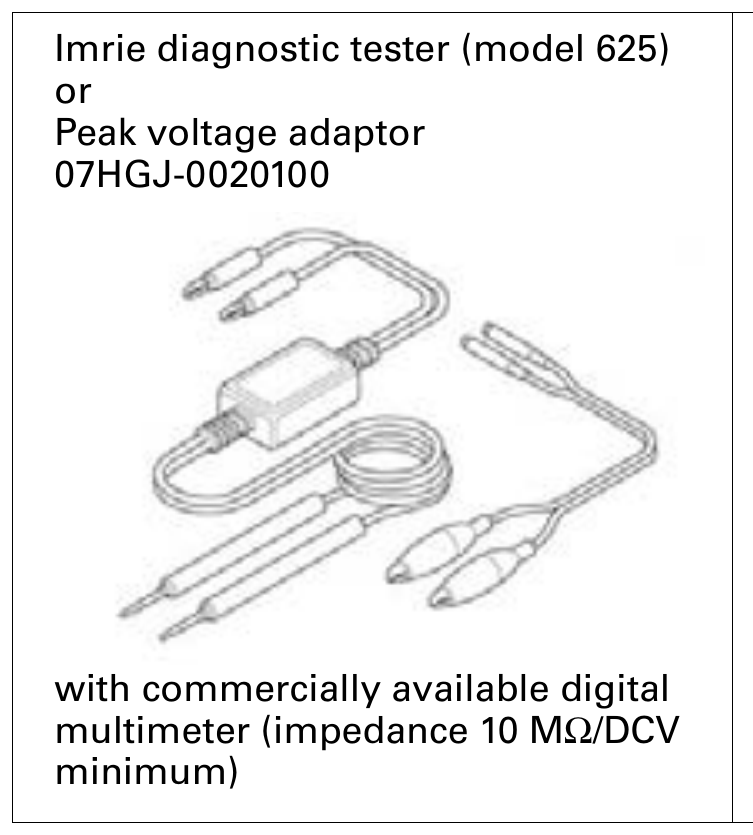 Imrie diagnostic tester (model 625)
or
Peak voltage adaptor
07HGJ-0020100
with commercially available digital
multimeter (impedance 10 MΩ/DCV
minimum)